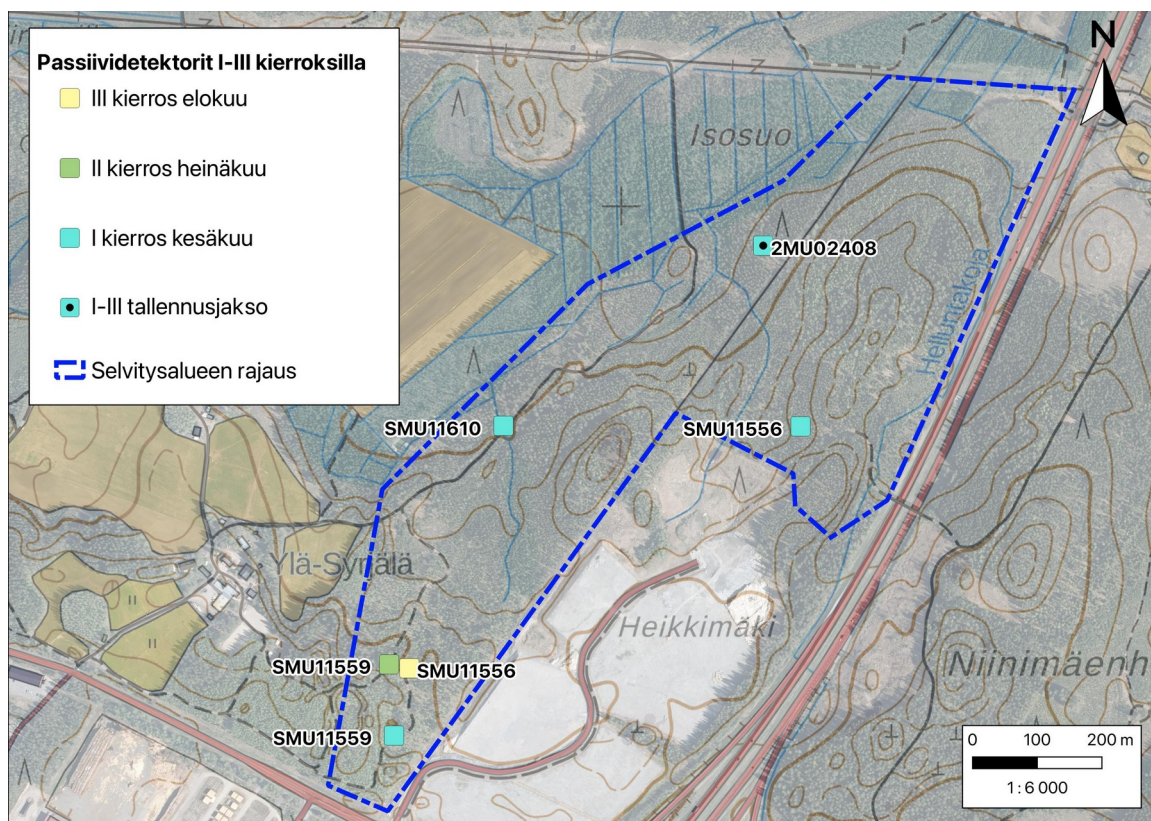 Passiividetektorit I-III kierroksilla
III kierros elokuu
II kierros heinäkuu
I kierros kesäkuu
I-III tallennusjakso
Selvitysalueen rajaus
N
Isosuo
2MU02408
Helluntakoja
SMU11610
SMU11556
Ylä-Syrjälä
Heikkimäki
Niinimäenh
SMU11559
SMU11556
SMU11559
0 100 200 m
1:6 000